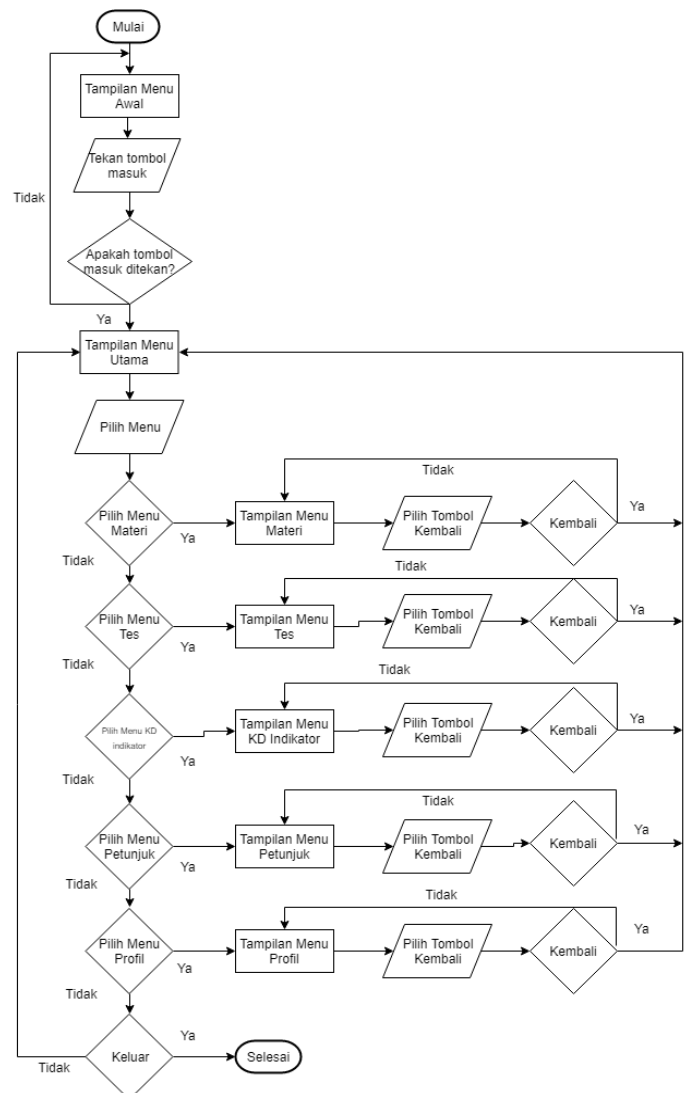 Mulai
Tampilan Menu
Awal
Tekan tombol
masuk
Tidak
Apakah tombol
masuk ditekan?
Ya
Tampilan Menu
Utama
Pilih Menu
Tidak
Pilih Menu
Materi
Ya
Tampilan Menu
Materi
Pilih Tombol
Kembali
Kembali
Ya
Tidak
Tidak
Pilih Menu
Tes
Ya
Tampilan Menu
Tes
Pilih Tombol
Kembali
Kembali
Ya
Tidak
Tidak
Pilih Menu KD
indikator
Ya
Tampilan Menu
KD Indikator
Pilih Tombol
Kembali
Kembali
Ya
Tidak
Tidak
Pilih Menu
Petunjuk
Ya
Tampilan Menu
Petunjuk
Pilih Tombol
Kembali
Kembali
Ya
Tidak
Tidak
Pilih Menu
Profil
Ya
Tampilan Menu
Profil
Pilih Tombol
Kembali
Kembali
Ya
Tidak
Keluar
Ya
Selesai
Tidak